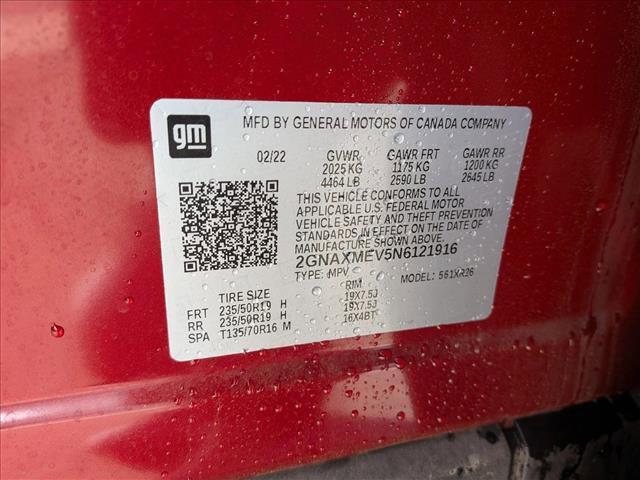 gm
MFD BY GENERAL MOTORS OF CANADA COMPANY
02/22 GVWR GAWR FRT GAWR RR
2025 KG 1175 KG 1200 KG
4464 LB 2590 LB 2645 LB
THIS VEHICLE CONFORMS TO ALL
APPLICABLE U.S. FEDERAL MOTOR
VEHICLE SAFETY AND THEFT PREVENTION
STANDARDS IN EFFECT ON THE DATE OF
MANUFACTURE SHOWN ABOVE.
2GNAXMEV5N6121916
TYPE: MPV MODEL: 561XR26
TIRE SIZE RIM
FRT 235/50R19 H 19X7.5J
RR 235/50R19 H 19X7.5J
SPA T135/70R16 M 16X4BT